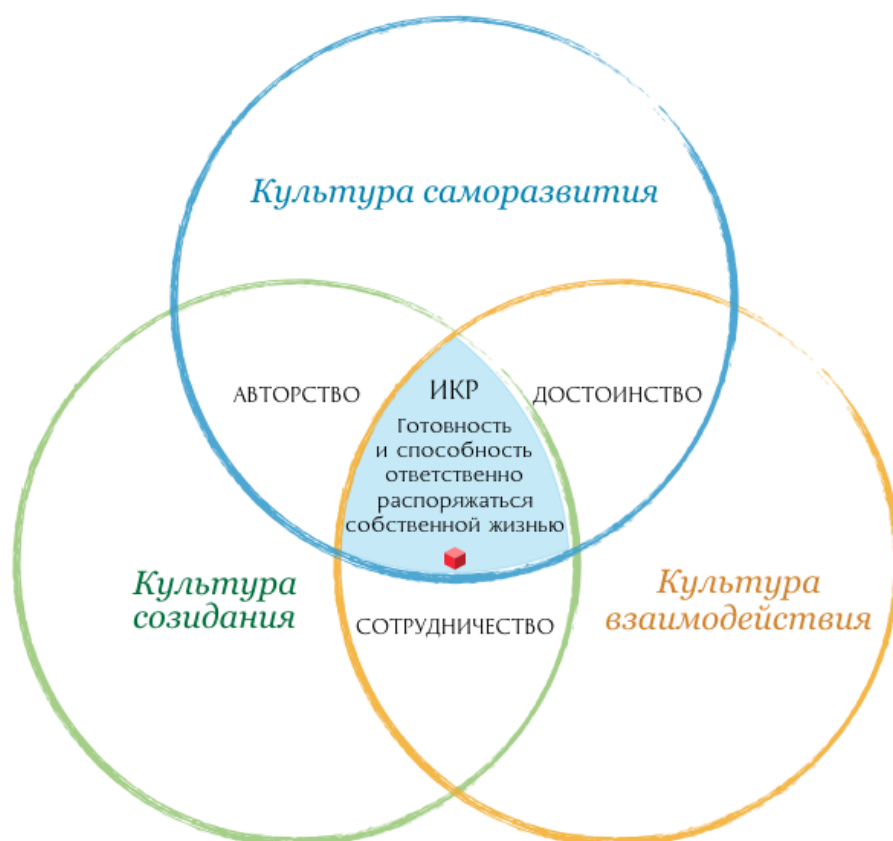 Культура саморазвития
АВТОРСТВО
ИКР
ДОСТОИНСТВО
Готовность
и способность
ответственно
распоряжаться
собственной жизнью
Культура
созидания
СОТРУДНИЧЕСТВО
Культура
взаимодействия